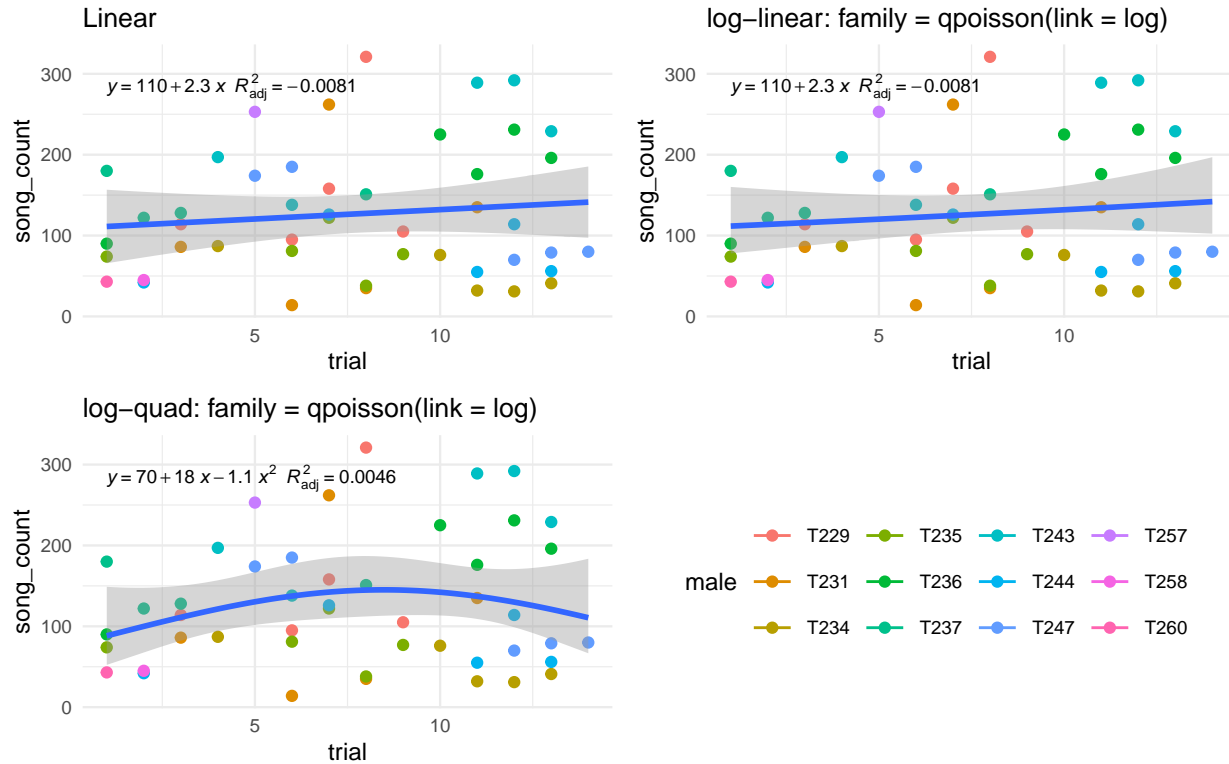 Linear
300
200
100
0
song_count
y = 110 + 2.3 x R²adj = −0.0081
5
10
trial
log−linear: family = qpoisson(link = log)
300
200
100
0
song_count
y = 110 + 2.3 x R²adj = −0.0081
5
10
trial
log−quad: family = qpoisson(link = log)
300
200
100
0
song_count
y = 70 + 18 x − 1.1 x² R²adj = 0.0046
5
10
trial
male
T229 T235 T243 T257
T231 T236 T244 T258
T234 T237 T247 T260